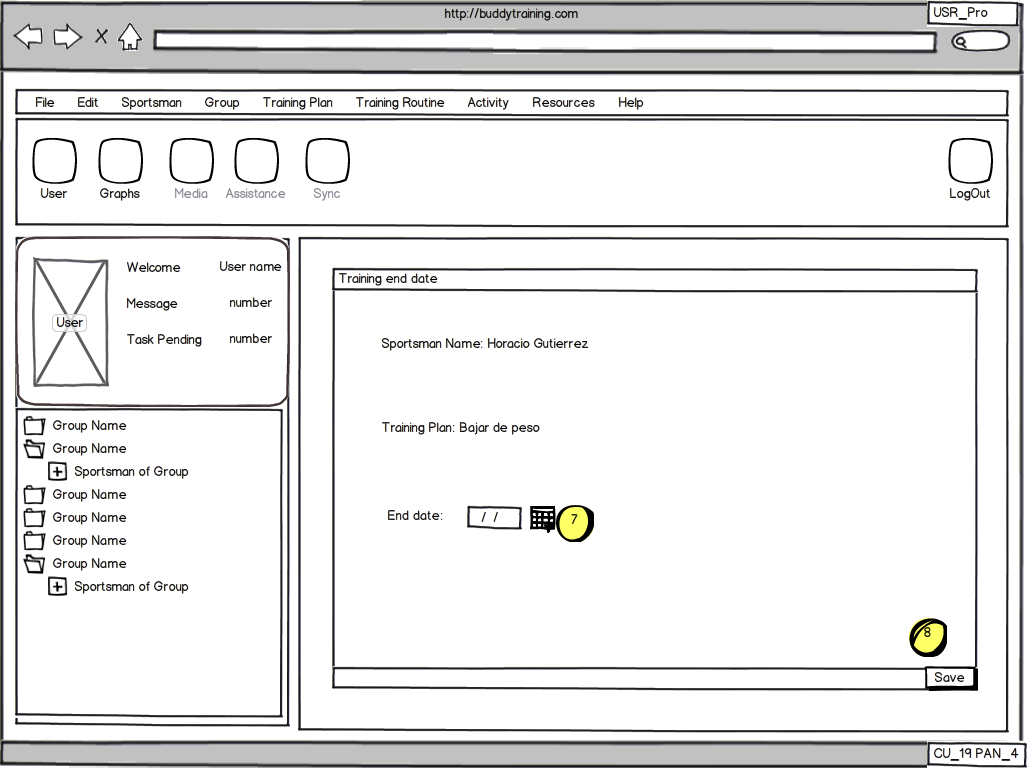 http://buddytraining.com
USR_Pro
File Edit Sportsman Group Training Plan Training Routine Activity Resources Help
User Graphs Media Assistance Sync LogOut
Welcome User name
Message number
User
Task Pending number
Group Name
Group Name
Sportsman of Group
Group Name
Group Name
Group Name
Group Name
Sportsman of Group
Training end date
Sportsman Name: Horacio Gutierrez
Training Plan: Bajar de peso
End date: / / 7
8
Save
CU_19 PAN_4